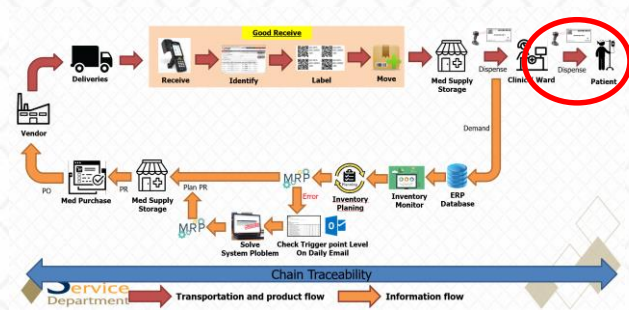 Good Receive
Deliveries
Receive
Identify
Label
Move
Med Supply
Storage
Dispense
Clinic/Ward
Dispense
Patient
Vendor
Demand
PO
Med Purchase
PR
Med Supply
Storage
Plan PR
MRP
Error
Inventory
Planing
Inventory
Monitor
ERP
Database
MRP
Solve
System Ploblem
Check Trigger point Level
On Daily Email
Chain Traceability
Service
Department
Transportation and product flow
Information flow